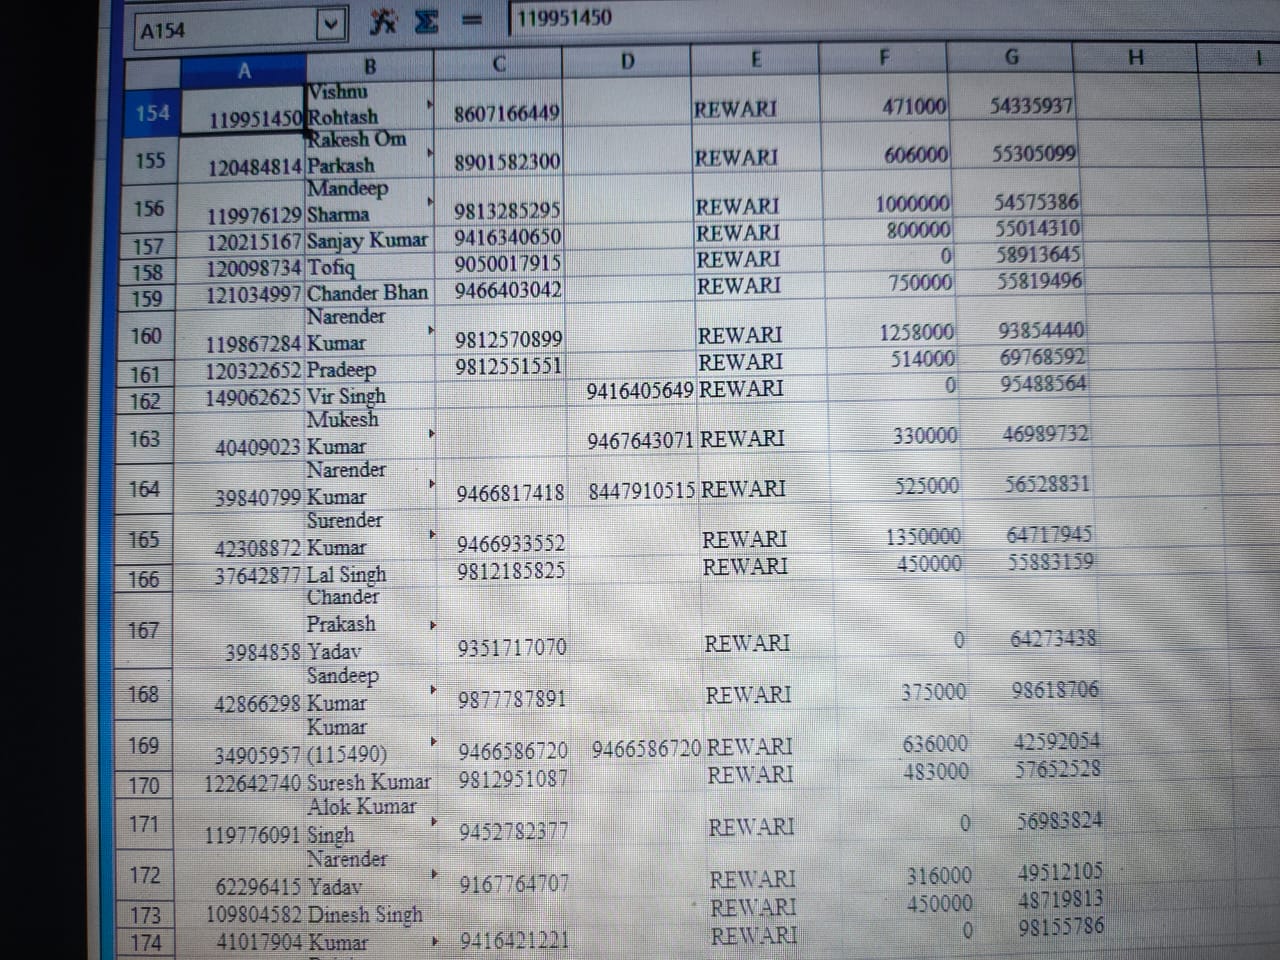 A154 119951450
A B C D E F G H I
154 119951450 Vishnu Rohtash 8607166449 REWARI 471000 54335937
155 120484814 Rakesh Om Parkash 8901582300 REWARI 606000 55305099
156 119976129 Mandeep Sharma 9813285295 REWARI 1000000 54575386
157 120215167 Sanjay Kumar 9416340650 REWARI 800000 55014310
158 120098734 Tofiq 9050017915 REWARI 0 58913645
159 121034997 Chander Bhan 9466403042 REWARI 750000 55819496
160 119867284 Narender Kumar 9812570899 REWARI 1258000 93854440
161 120322652 Pradeep 9812551551 REWARI 514000 69768592
162 149062625 Vir Singh 9416405649 REWARI 0 95488564
163 40409023 Mukesh Kumar 9467643071 REWARI 330000 46989732
164 39840799 Narender Kumar 9466817418 8447910515 REWARI 525000 56528831
165 42308872 Surender Kumar 9466933552 REWARI 1350000 64717945
166 37642877 Lal Singh 9812185825 REWARI 450000 55883159
167 3984858 Chander Prakash Yadav 9351717070 REWARI 0 64273438
168 42866298 Sandeep Kumar 9877787891 REWARI 375000 98618706
169 34905957 Kumar (115490) 9466586720 9466586720 REWARI 636000 42592054
170 122642740 Suresh Kumar 9812951087 REWARI 483000 57652528
171 119776091 Alok Kumar Singh 9452782377 REWARI 0 56983824
172 62296415 Narender Yadav 9167764707 REWARI 316000 49512105
173 109804582 Dinesh Singh REWARI 450000 48719813
174 41017904 Kumar 9416421221 REWARI 0 98155786